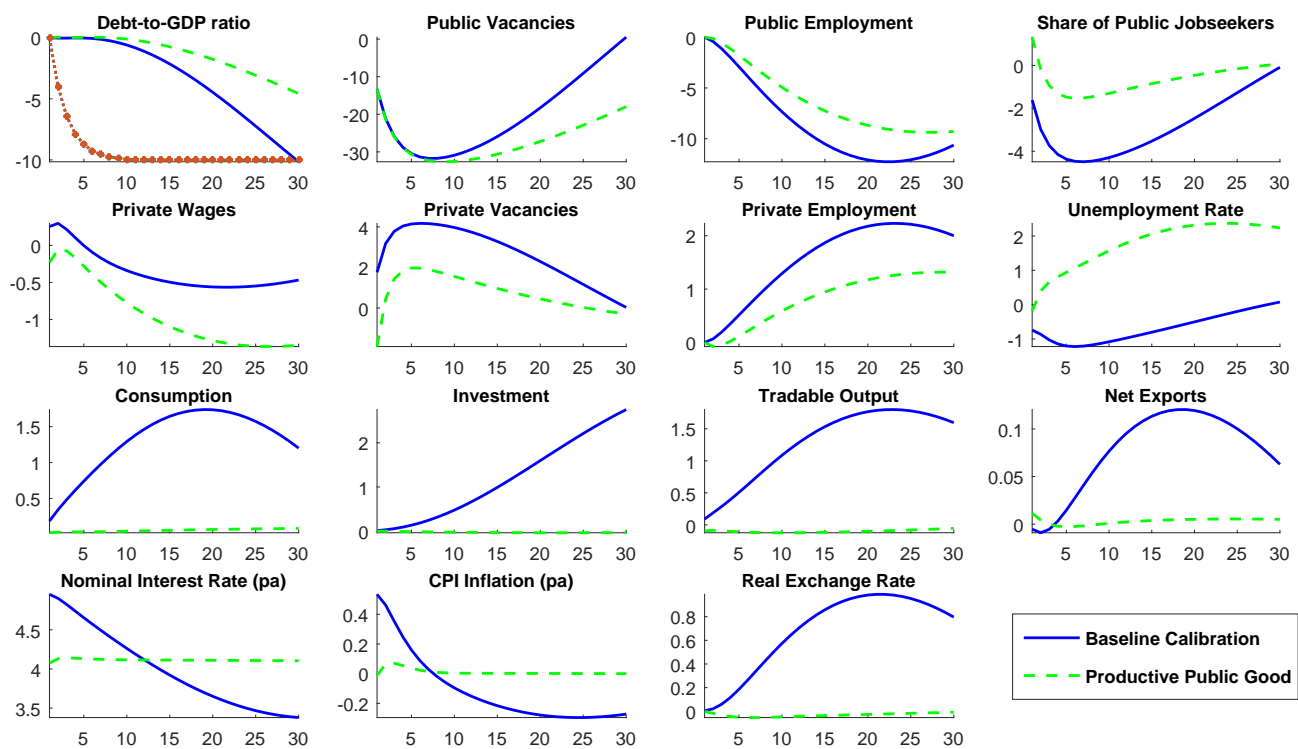 Debt-to-GDP ratio
0
-5
-10
5 10 15 20 25 30
Public Vacancies
0
-10
-20
-30
5 10 15 20 25 30
Public Employment
0
-5
-10
5 10 15 20 25 30
Share of Public Jobseekers
0
-2
-4
5 10 15 20 25 30
Private Wages
0
-0.5
-1
5 10 15 20 25 30
Private Vacancies
4
2
0
5 10 15 20 25 30
Private Employment
2
1
0
5 10 15 20 25 30
Unemployment Rate
2
1
0
-1
5 10 15 20 25 30
Consumption
1.5
1
0.5
5 10 15 20 25 30
Investment
2
1
0
5 10 15 20 25 30
Tradable Output
1.5
1
0.5
0
5 10 15 20 25 30
Net Exports
0.1
0.05
0
5 10 15 20 25 30
Nominal Interest Rate (pa)
4.5
4
3.5
5 10 15 20 25 30
CPI Inflation (pa)
0.4
0.2
0
-0.2
5 10 15 20 25 30
Real Exchange Rate
0.8
0.6
0.4
0.2
0
5 10 15 20 25 30
Baseline Calibration
Productive Public Good